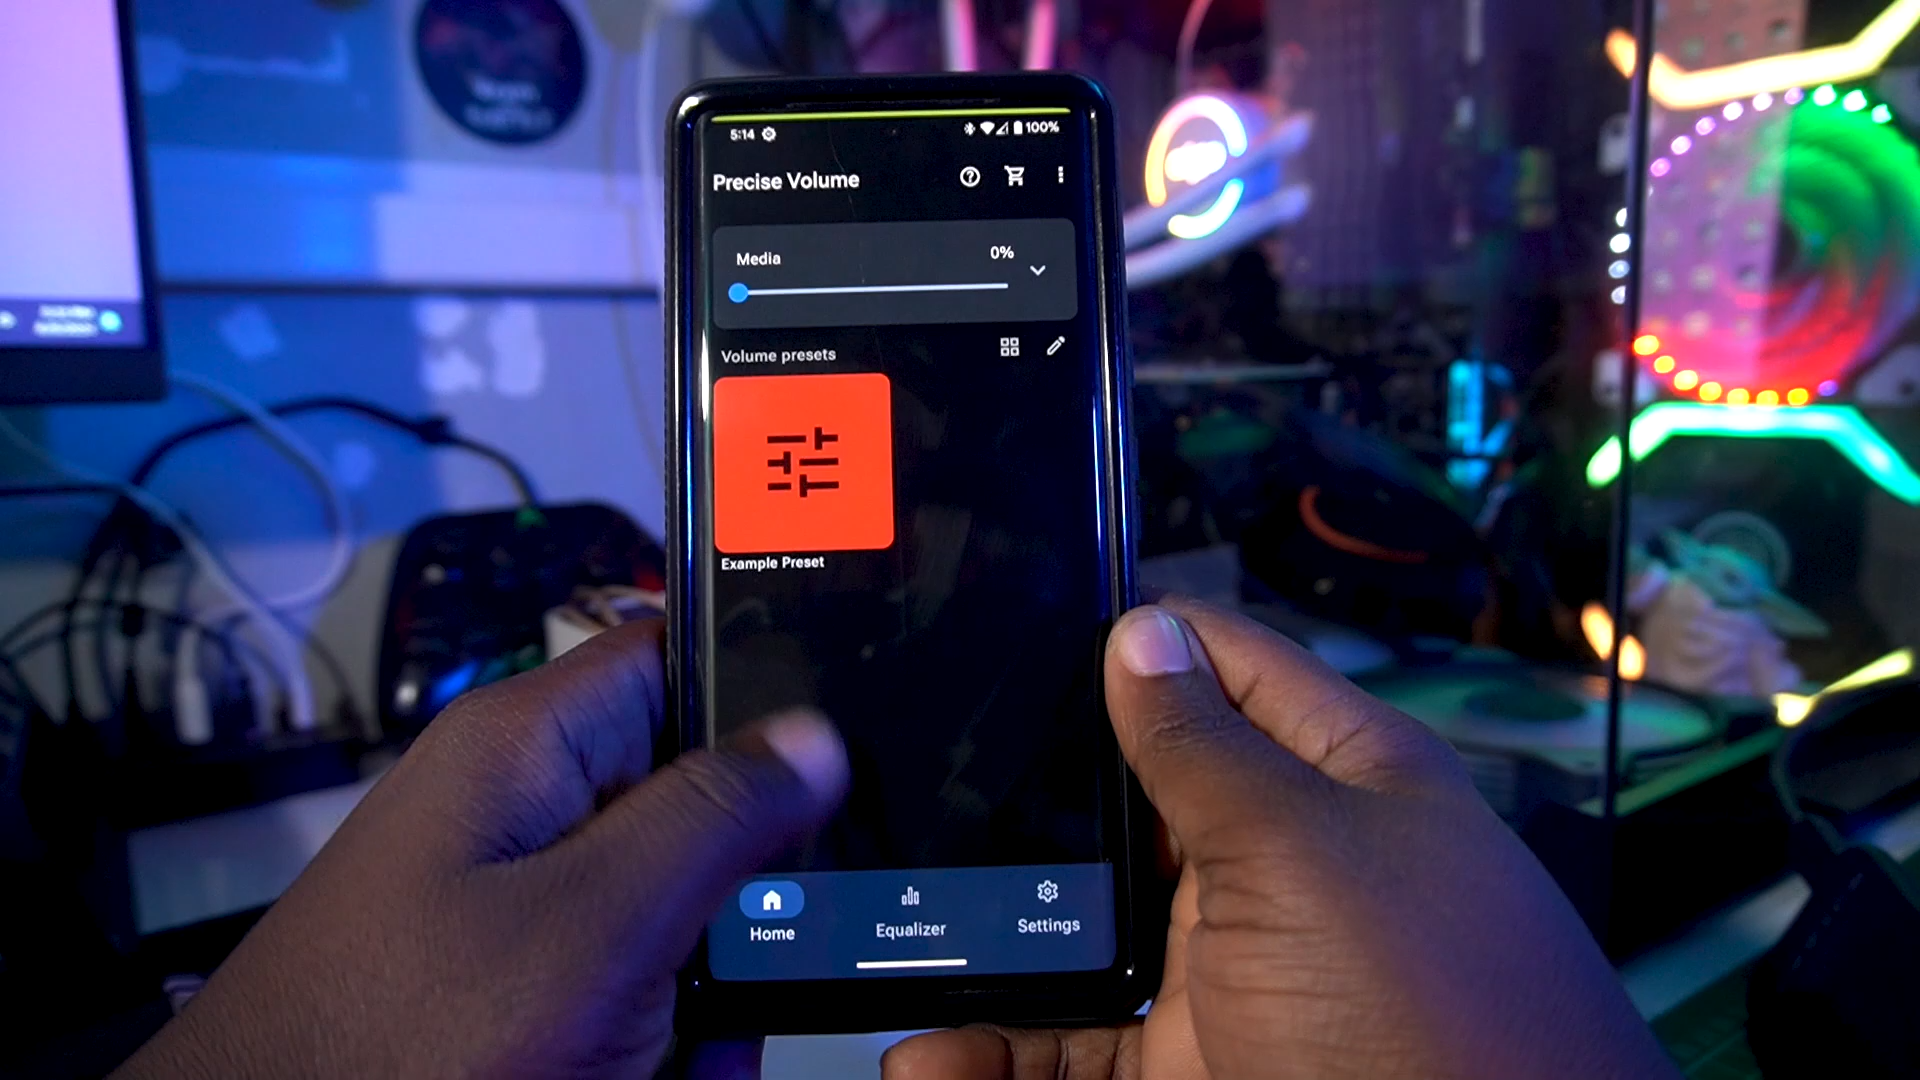 5:14 100%
Precise Volume
Media 0%
Volume presets
Example Preset
Home Equalizer Settings